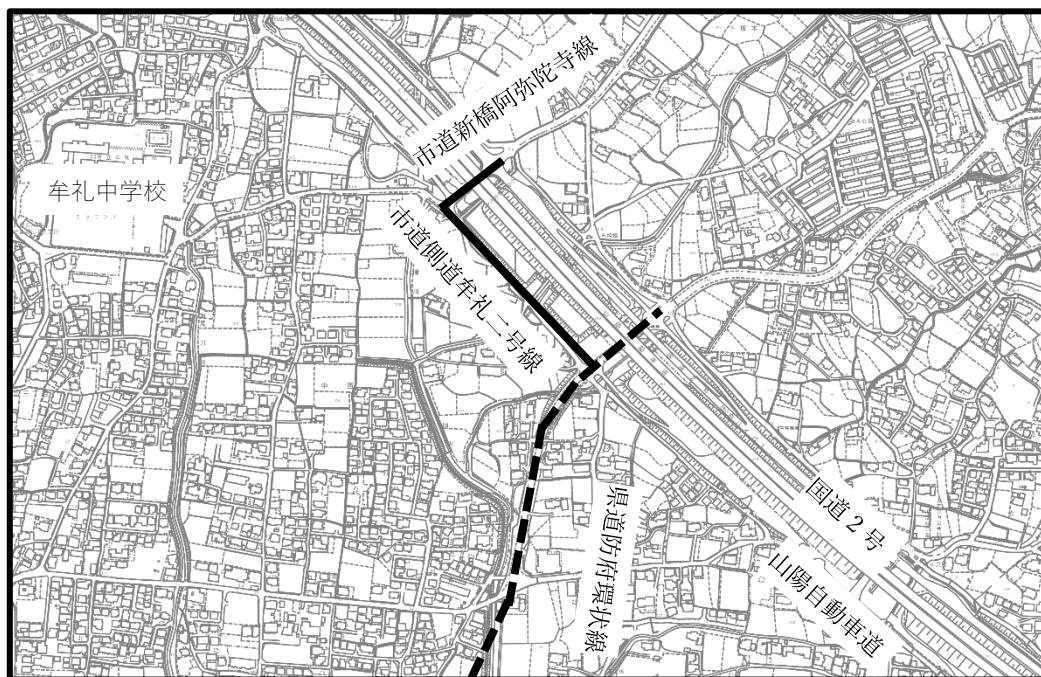 市道新橋阿弥陀寺線
牟礼中学校
市道側道牟礼二号線
国道２号
県道防府環状線
山陽自動車道